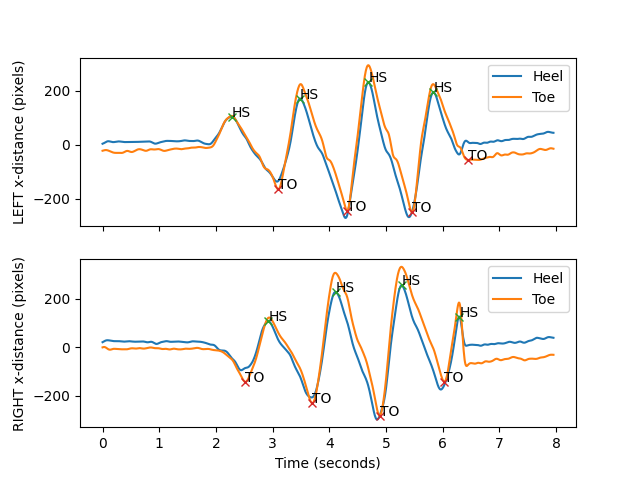 LEFT x-distance (pixels)
200
0
−200
HS
HS
HS
HS
TO
TO
TO
TO
Heel
Toe
RIGHT x-distance (pixels)
200
0
−200
TO
HS
TO
HS
TO
HS
TO
HS
Heel
Toe
0 1 2 3 4 5 6 7 8
Time (seconds)